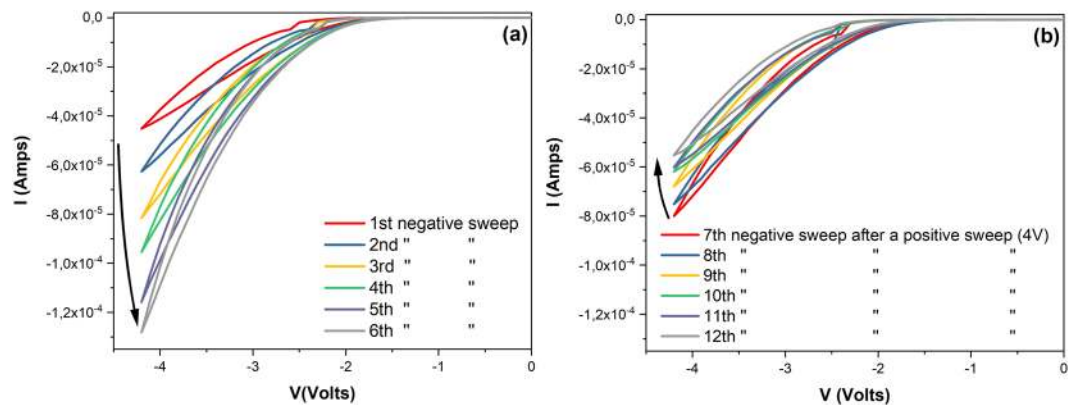 (a)
0,0
-2,0x10⁻⁵
-4,0x10⁻⁵
-6,0x10⁻⁵
-8,0x10⁻⁵
-1,0x10⁻⁴
-1,2x10⁻⁴
I (Amps)
1st negative sweep
2nd " "
3rd " "
4th " "
5th " "
6th " "
-4 -3 -2 -1 0
V(Volts)
(b)
0,0
-2,0x10⁻⁵
-4,0x10⁻⁵
-6,0x10⁻⁵
-8,0x10⁻⁵
-1,0x10⁻⁴
-1,2x10⁻⁴
I (Amps)
7th negative sweep after a positive sweep (4V)
8th " " "
9th " " "
10th " " "
11th " " "
12th " " "
-4 -3 -2 -1 0
V (Volts)